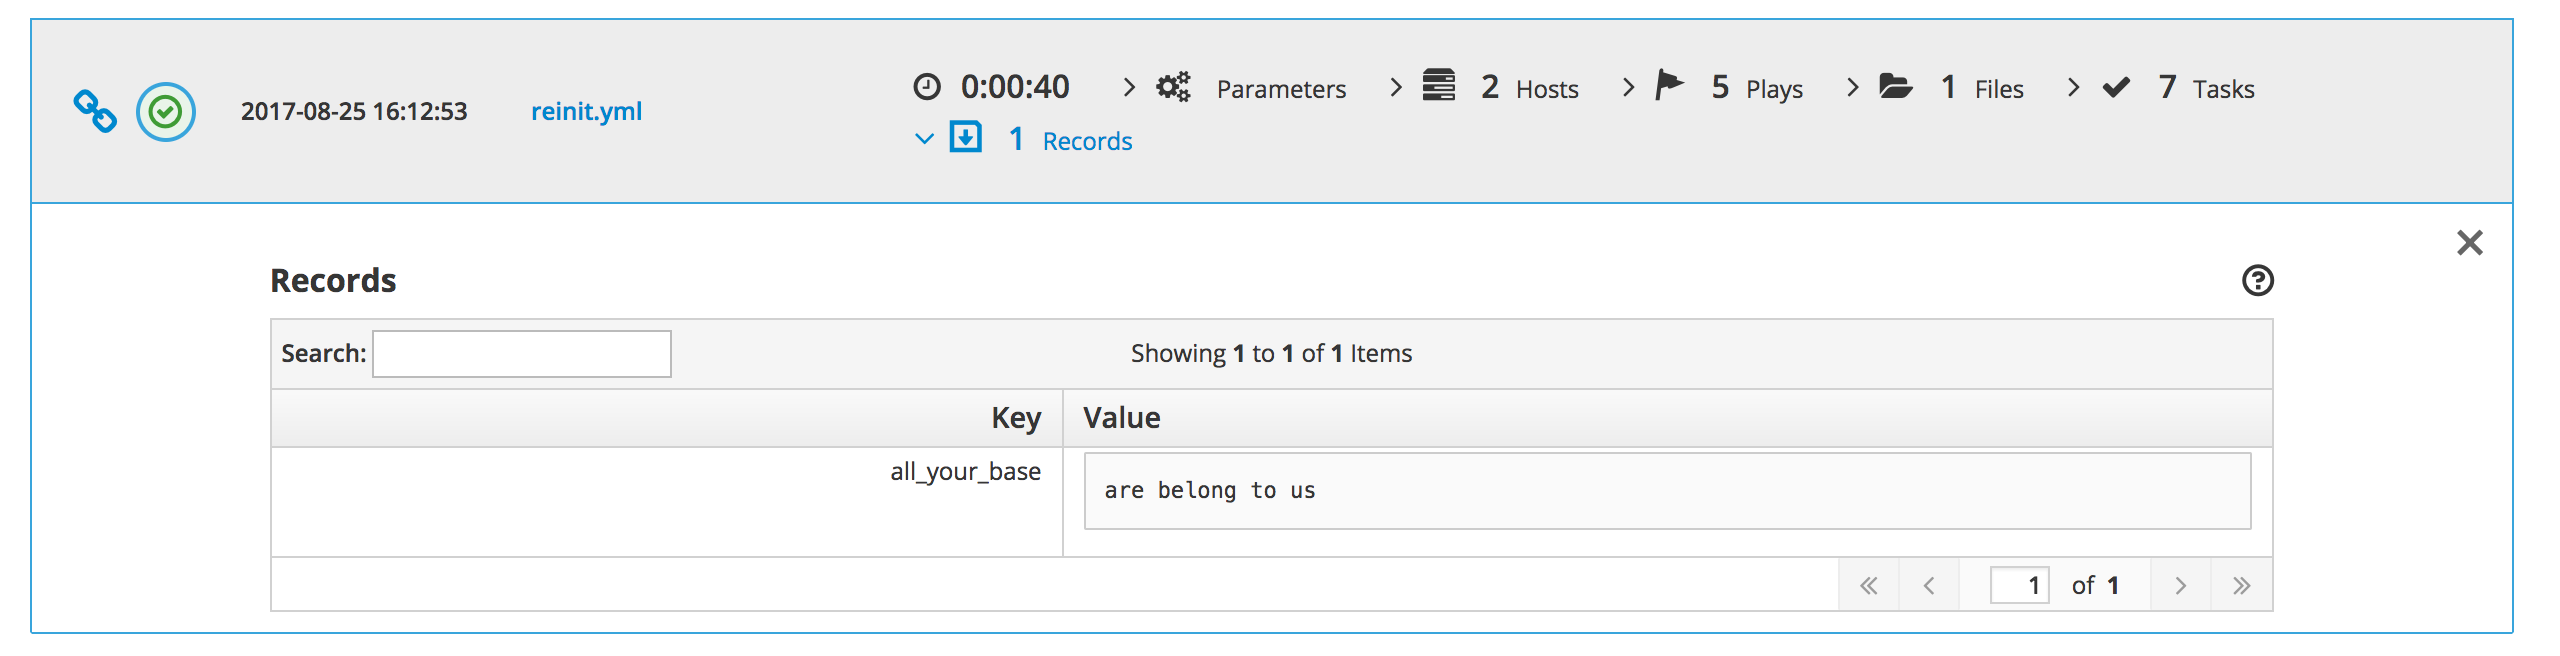 2017-08-25 16:12:53 reinit.yml 0:00:40 Parameters 2 Hosts 5 Plays 1 Files 7 Tasks
1 Records
Records
Search: Showing 1 to 1 of 1 Items
Key Value
all_your_base are belong to us
1 of 1